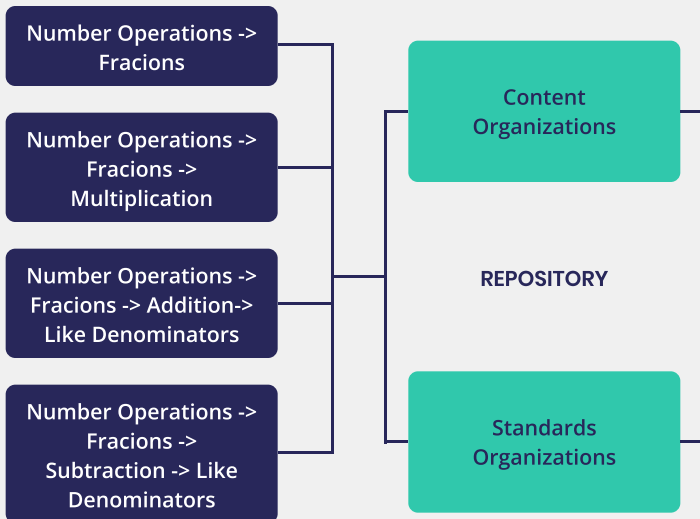 Number Operations ->
Fracions
Number Operations ->
Fracions ->
Multiplication
Number Operations ->
Fracions -> Addition->
Like Denominators
Number Operations ->
Fracions ->
Subtraction -> Like
Denominators
Content
Organizations
REPOSITORY
Standards
Organizations